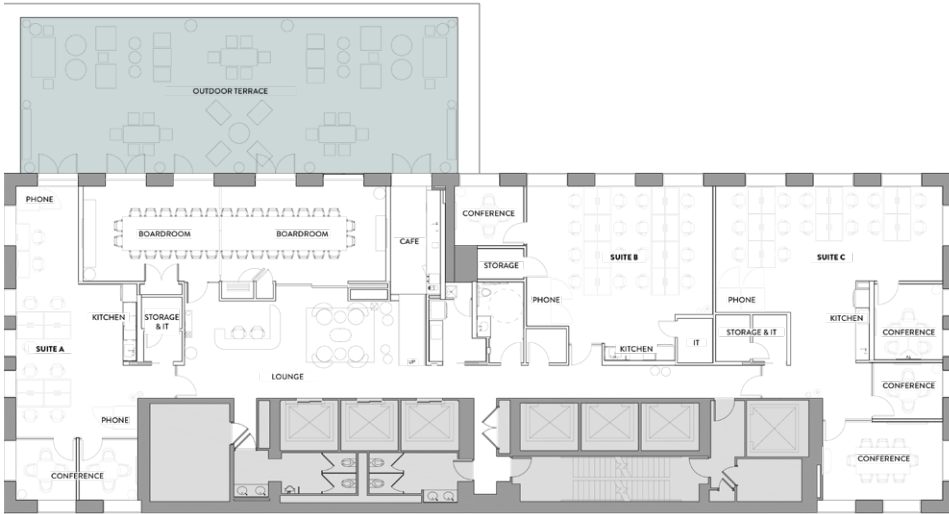 OUTDOOR TERRACE
PHONE
BOARDROOM
BOARDROOM
CAFE
CONFERENCE
STORAGE
SUITE B
SUITE C
PHONE
PHONE
KITCHEN
STORAGE
& IT
KITCHEN
CONFERENCE
SUITE A
KITCHEN
IT
STORAGE & IT
UP
LOUNGE
CONFERENCE
PHONE
CONFERENCE
CONFERENCE